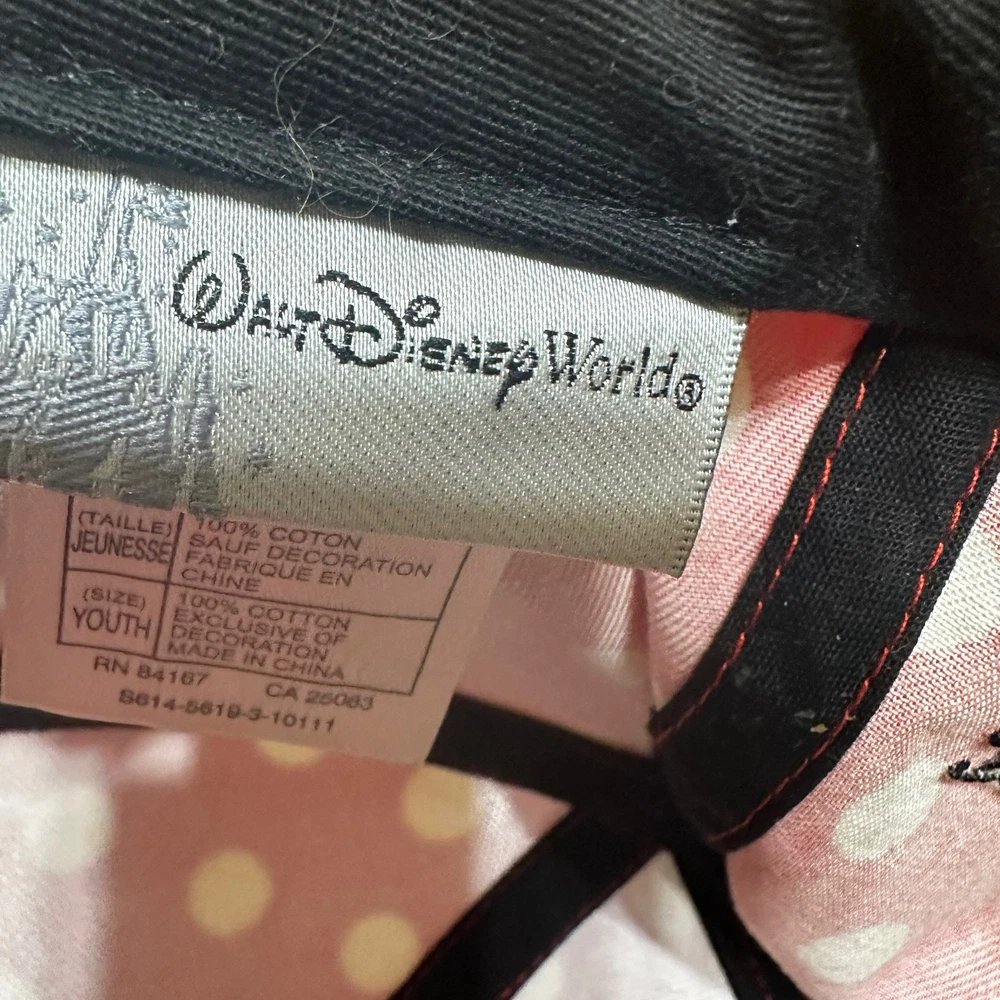 WALT DISNEY World®
(TAILLE)
JEUNESSE
100% COTON
SAUF DECORATION
FABRIQUE EN
CHINE
(SIZE)
YOUTH
100% COTTON
EXCLUSIVE OF
DECORATION
MADE IN CHINA
RN 84167 CA 25063
S614-5619-3-10111